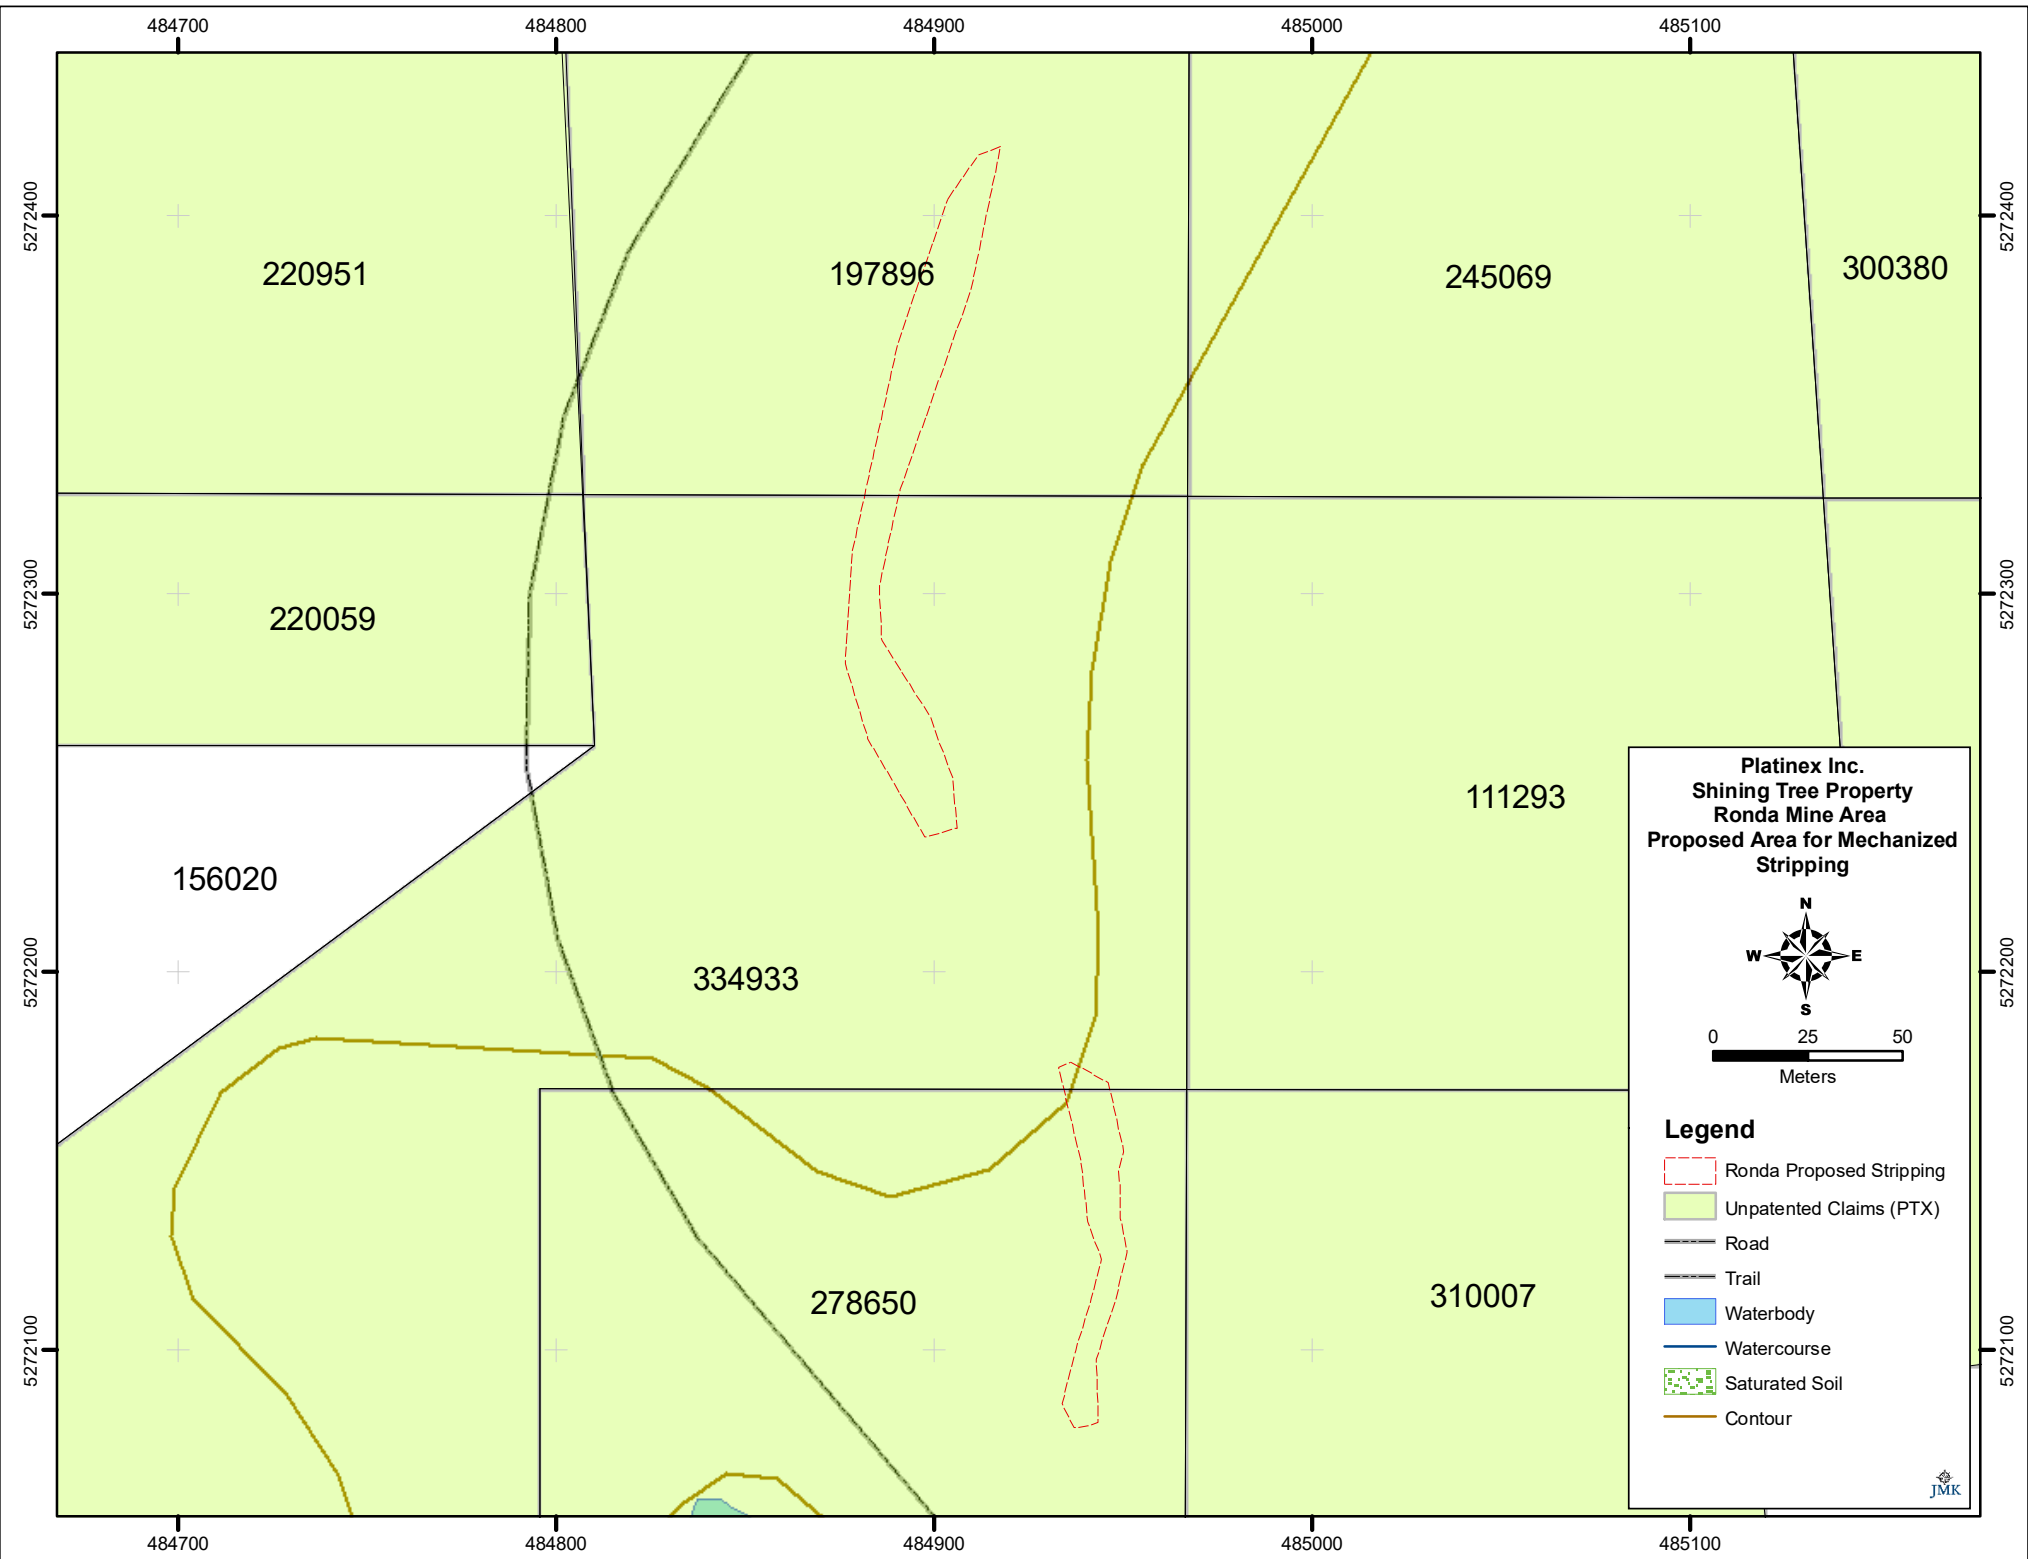 484700 484800 484900 485000 485100
5272400 5272400
220951 197896 245069 300380
5272300 5272300
220059
111293
156020
5272200 5272200
334933
278650 310007
5272100 5272100
484700 484800 484900 485000 485100
Platinex Inc.
Shining Tree Property
Ronda Mine Area
Proposed Area for Mechanized
Stripping
N
W E
S
0 25 50
Meters
Legend
Ronda Proposed Stripping
Unpatented Claims (PTX)
Road
Trail
Waterbody
Watercourse
Saturated Soil
Contour
JMK